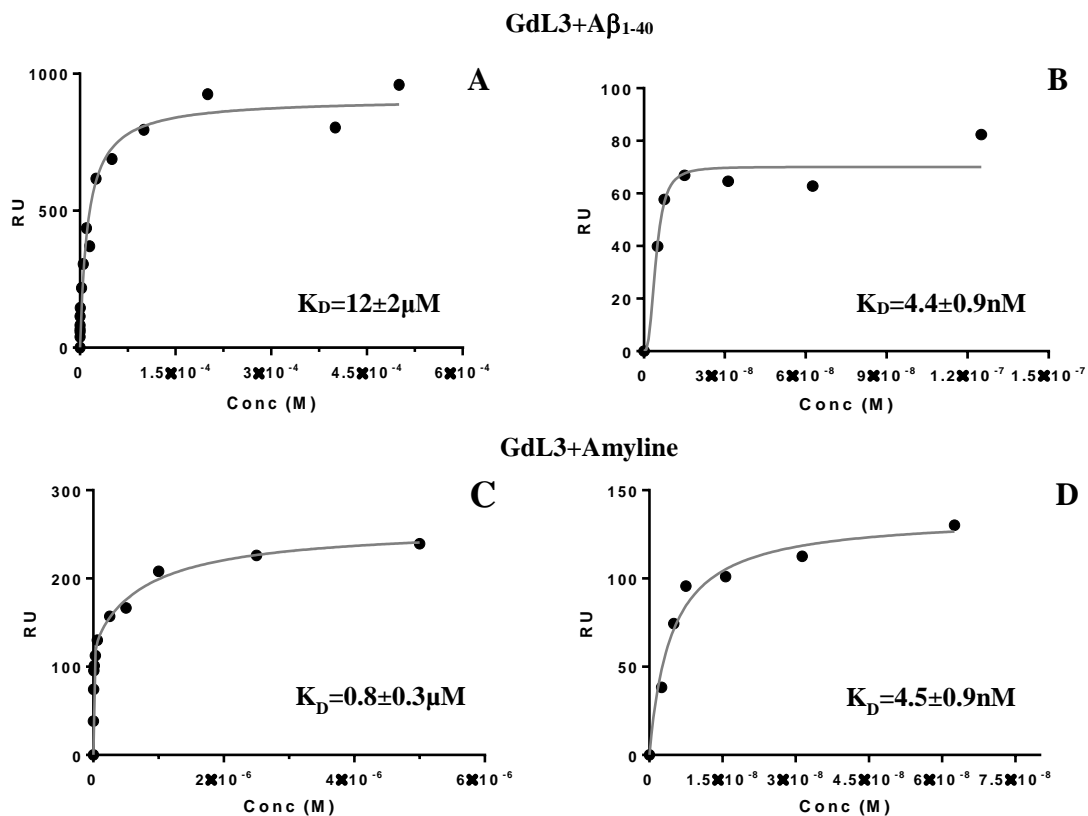 GdL3+Aβ1-40
A
1000
500
0
RU
KD=12±2µM
0 1.5✖10-4 3✖10-4 4.5✖10-4 6✖10-4
Conc (M)
B
100
80
60
40
20
0
RU
KD=4.4±0.9nM
0 3✖10-8 6✖10-8 9✖10-8 1.2✖10-7 1.5✖10-7
Conc (M)
GdL3+Amyline
C
300
200
100
0
RU
KD=0.8±0.3µM
0 2✖10-6 4✖10-6 6✖10-6
Conc (M)
D
150
100
50
0
RU
KD=4.5±0.9nM
0 1.5✖10-8 3✖10-8 4.5✖10-8 6✖10-8 7.5✖10-8
Conc (M)